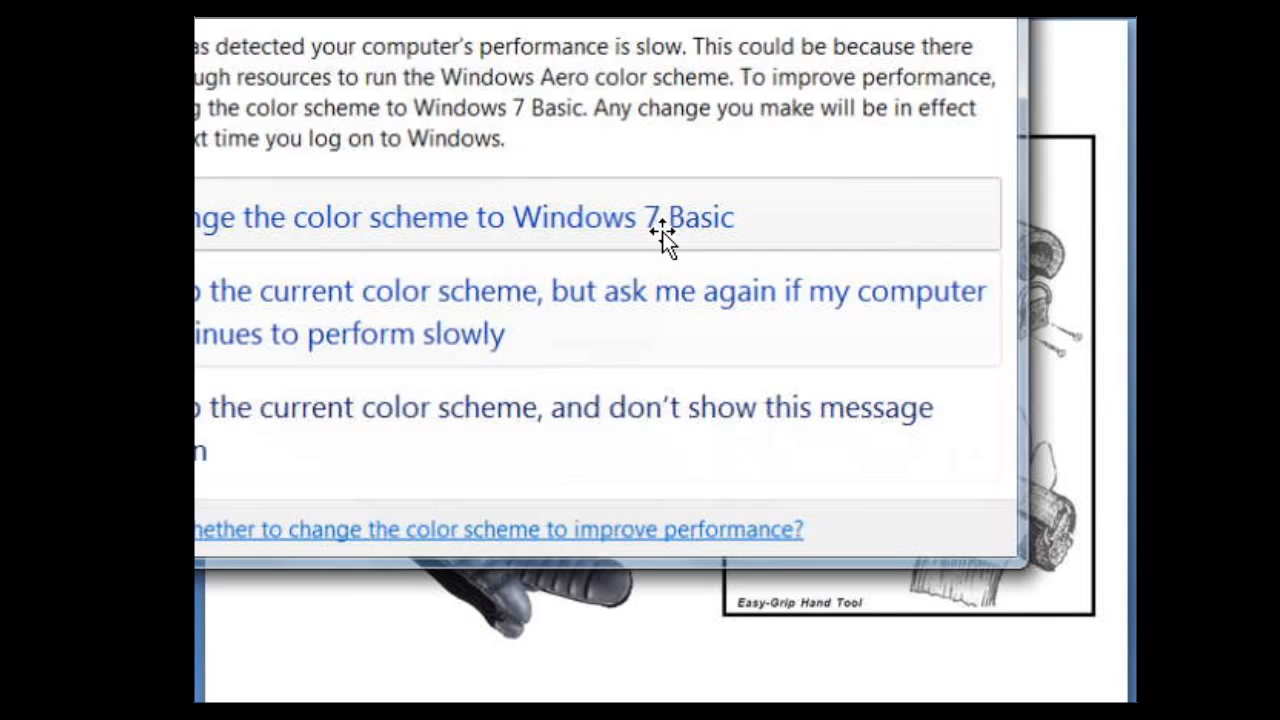 as detected your computer's performance is slow. This could be because there
ugh resources to run the Windows Aero color scheme. To improve performance,
g the color scheme to Windows 7 Basic. Any change you make will be in effect
xt time you log on to Windows.
nge the color scheme to Windows 7 Basic
p the current color scheme, but ask me again if my computer
inues to perform slowly
p the current color scheme, and don't show this message
n
hether to change the color scheme to improve performance?
Easy-Grip Hand Tool